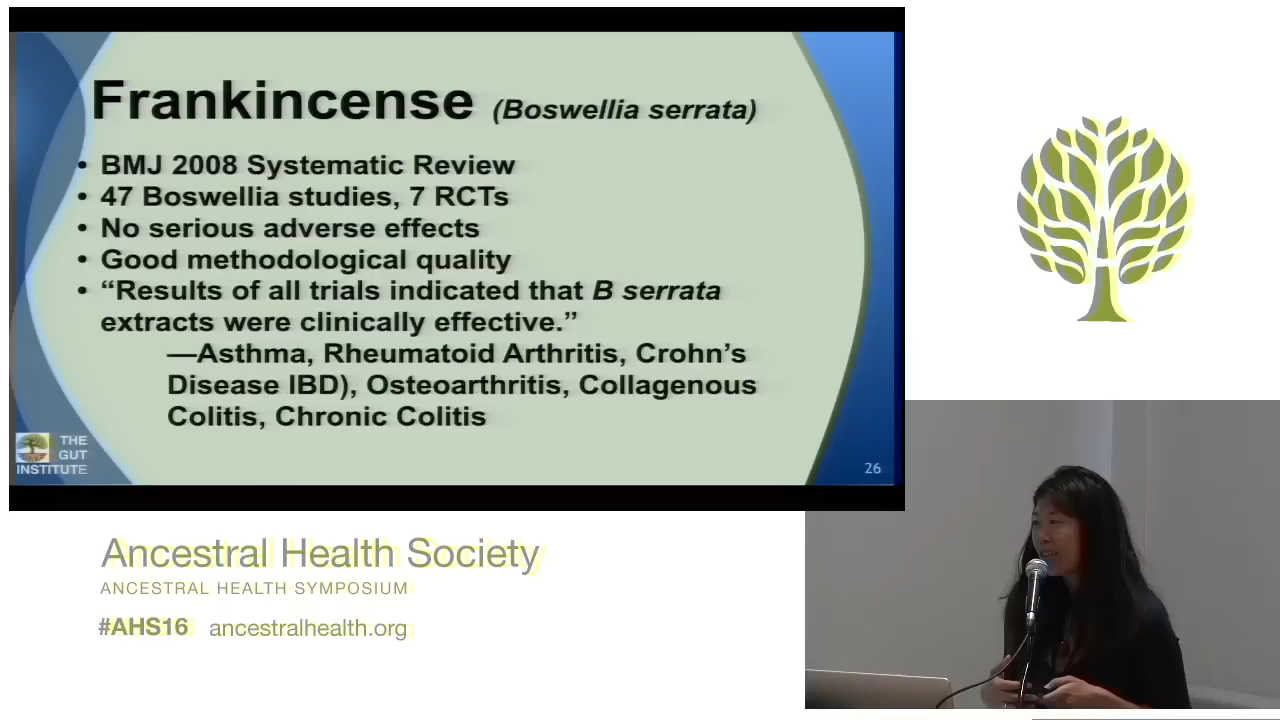 Frankincense (Boswellia serrata)
• BMJ 2008 Systematic Review
• 47 Boswellia studies, 7 RCTs
• No serious adverse effects
• Good methodological quality
• “Results of all trials indicated that B serrata
extracts were clinically effective.”
—Asthma, Rheumatoid Arthritis, Crohn’s
Disease IBD), Osteoarthritis, Collagenous
Colitis, Chronic Colitis
THE
GUT
INSTITUTE
26
Ancestral Health Society
ANCESTRAL HEALTH SYMPOSIUM
#AHS16 ancestralhealth.org